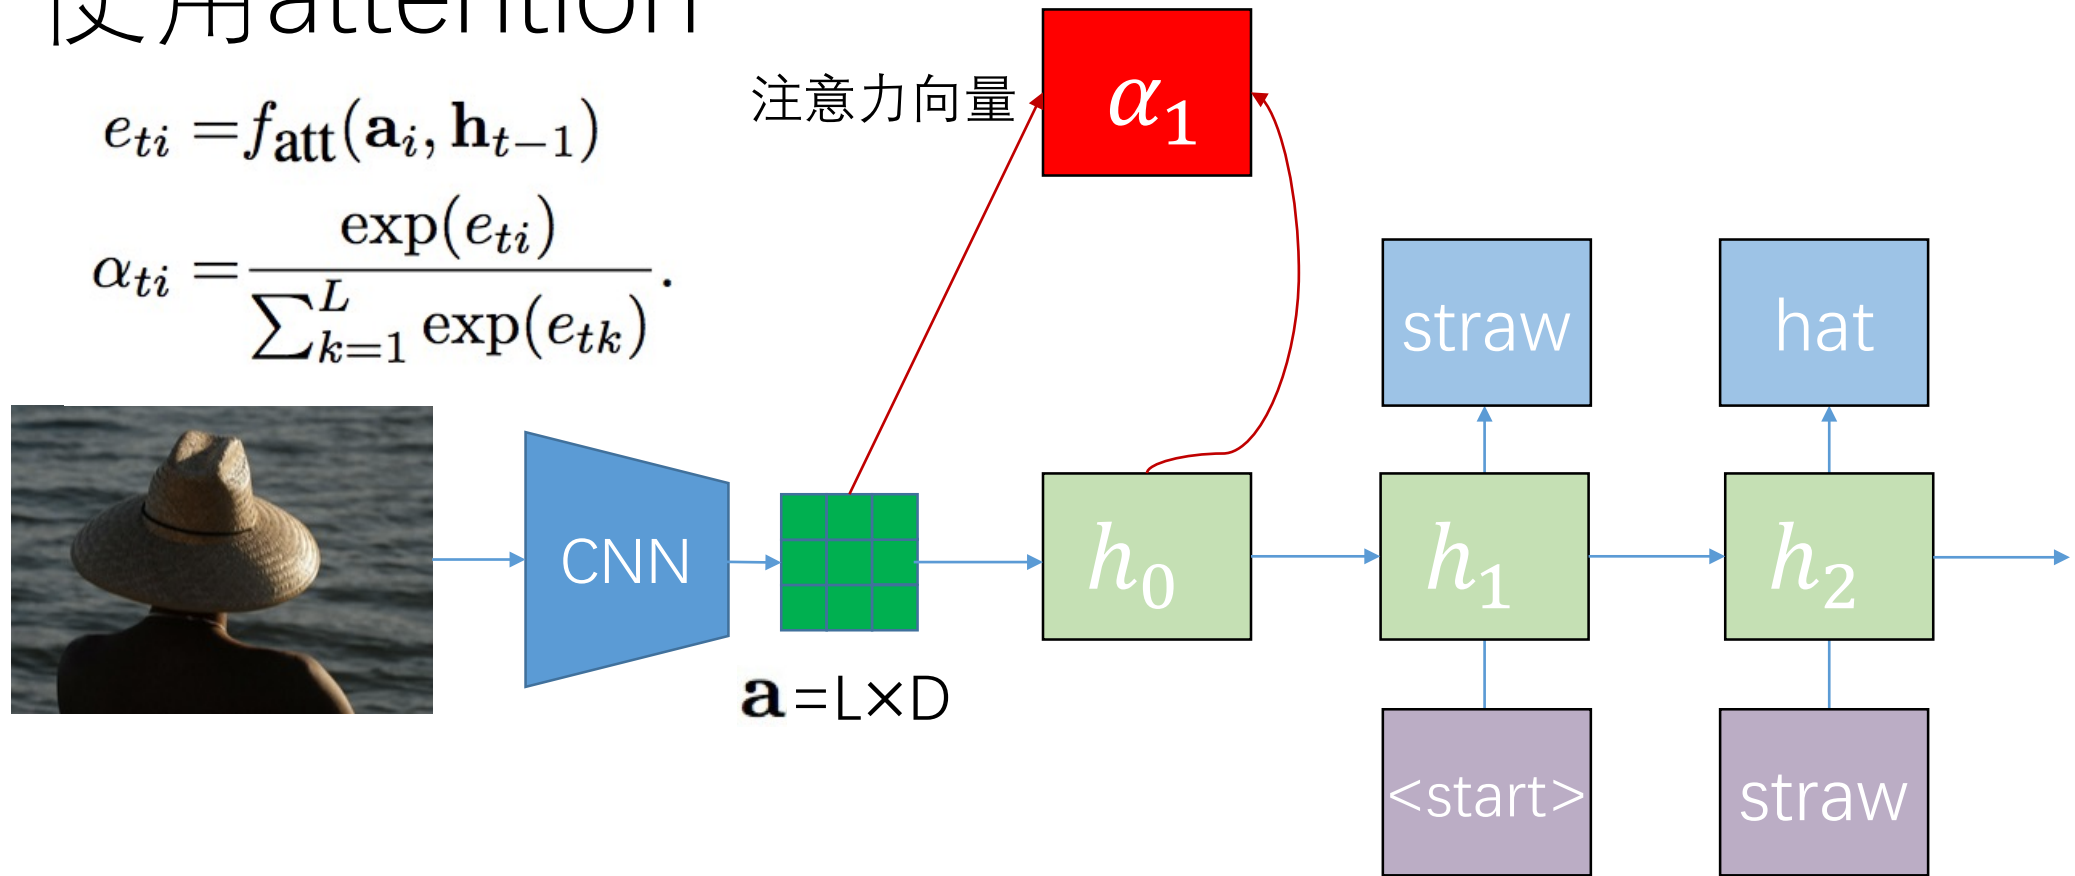 使用attention
e_{ti} = f_{att}(a_i, h_{t-1})
α_{ti} = exp(e_{ti}) / ∑_{k=1}^{L} exp(e_{tk}).
注意力向量
α_1
straw
hat
CNN
h_0
h_1
h_2
a=L×D
<start>
straw